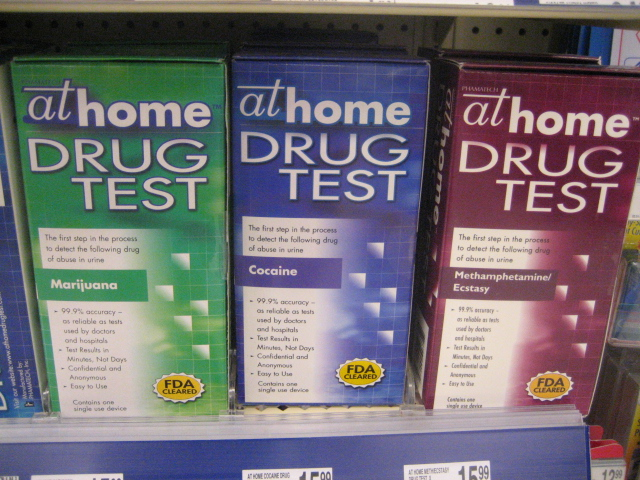 at home™
DRUG
TEST
The first step in the process
to detect the following drug
of abuse in urine
Marijuana
- 99.9% accuracy –
as reliable as tests
used by doctors
and hospitals
- Test Results in
Minutes, Not Days
- Confidential and
Anonymous
- Easy to Use
Contains one
single use device
FDA
CLEARED
at home
DRUG
TEST
The first step in the process
to detect the following drug
of abuse in urine
Cocaine
- 99.9% accuracy –
as reliable as tests
used by doctors
and hospitals
- Test Results in
Minutes, Not Days
- Confidential and
Anonymous
- Easy to Use
Contains one
single use device
FDA
CLEARED
at home
PHAMATECH
at home™
DRUG
TEST
The first step in the process
to detect the following drug
of abuse in urine
Methamphetamine/
Ecstasy
- 99.9% accuracy –
as reliable as tests
used by doctors
and hospitals
- Test Results in
Minutes, Not Days
- Confidential and
Anonymous
- Easy to Use
Contains one
single use device
FDA
CLEARED
AT HOME COCAINE DRUG
15.99
AT HOME METH/ECSTASY
15.99
12.99